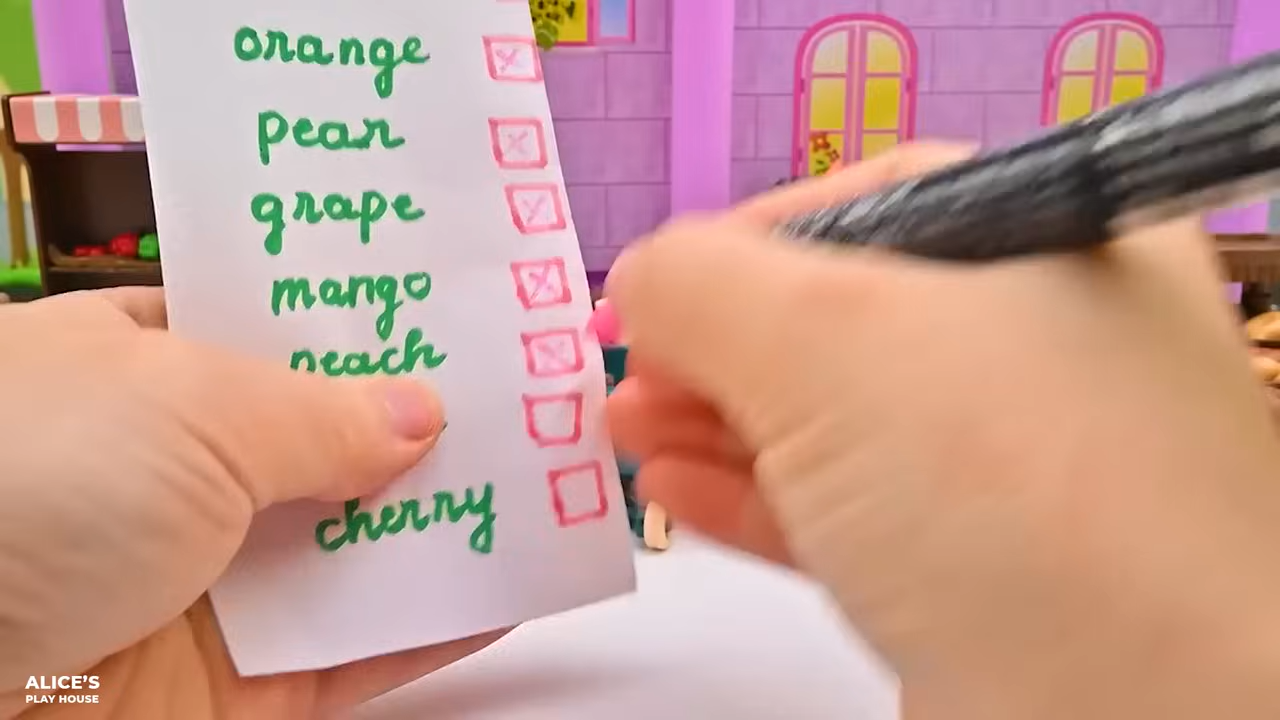 orange
pear
grape
mango
peach
cherry
ALICE'S
PLAY HOUSE